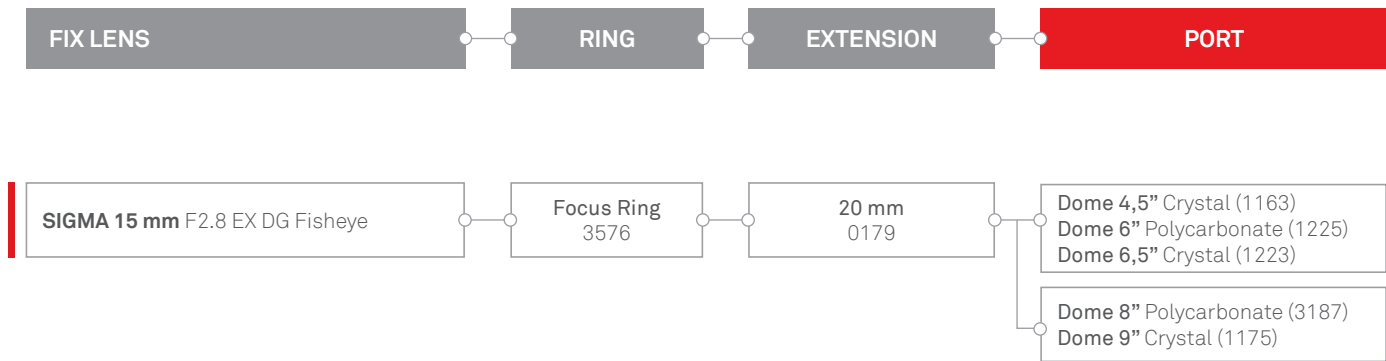 FIX LENS
RING
EXTENSION
PORT
SIGMA 15 mm F2.8 EX DG Fisheye
Focus Ring
3576
20 mm
0179
Dome 4,5” Crystal (1163)
Dome 6” Polycarbonate (1225)
Dome 6,5” Crystal (1223)
Dome 8” Polycarbonate (3187)
Dome 9” Crystal (1175)